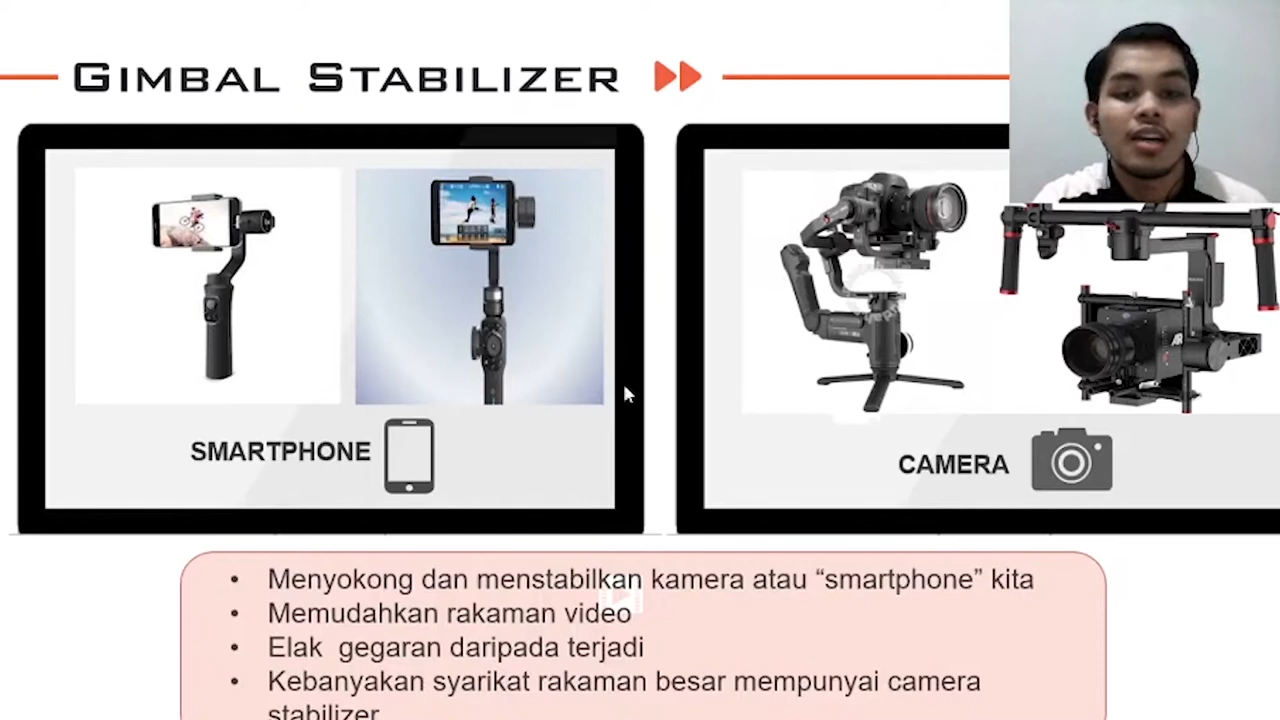 GIMBAL STABILIZER
SMARTPHONE
CAMERA
• Menyokong dan menstabilkan kamera atau “smartphone” kita
• Memudahkan rakaman video
• Elak gegaran daripada terjadi
• Kebanyakan syarikat rakaman besar mempunyai camera
stabilizer